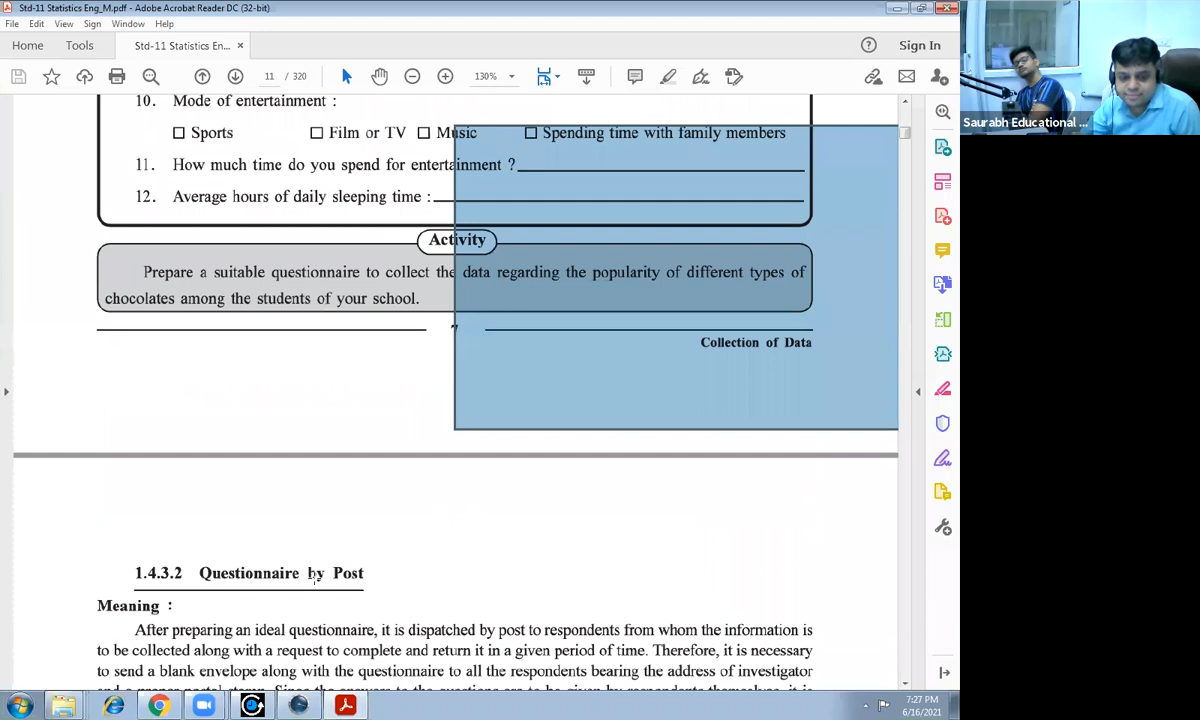 Std-11 Statistics Eng_M.pdf - Adobe Acrobat Reader DC (32-bit)
File Edit View Sign Window Help
Home Tools Std-11 Statistics En... × Sign In
11 / 320 130%
10. Mode of entertainment :
Sports Film or TV Music Spending time with family members
11. How much time do you spend for entertainment ?
12. Average hours of daily sleeping time :
Activity
Prepare a suitable questionnaire to collect the data regarding the popularity of different types of
chocolates among the students of your school.
7
Collection of Data
1.4.3.2 Questionnaire by Post
Meaning :
After preparing an ideal questionnaire, it is dispatched by post to respondents from whom the information is
to be collected along with a request to complete and return it in a given period of time. Therefore, it is necessary
to send a blank envelope along with the questionnaire to all the respondents bearing the address of investigator
Saurabh Educational ...
7:27 PM
6/16/2021